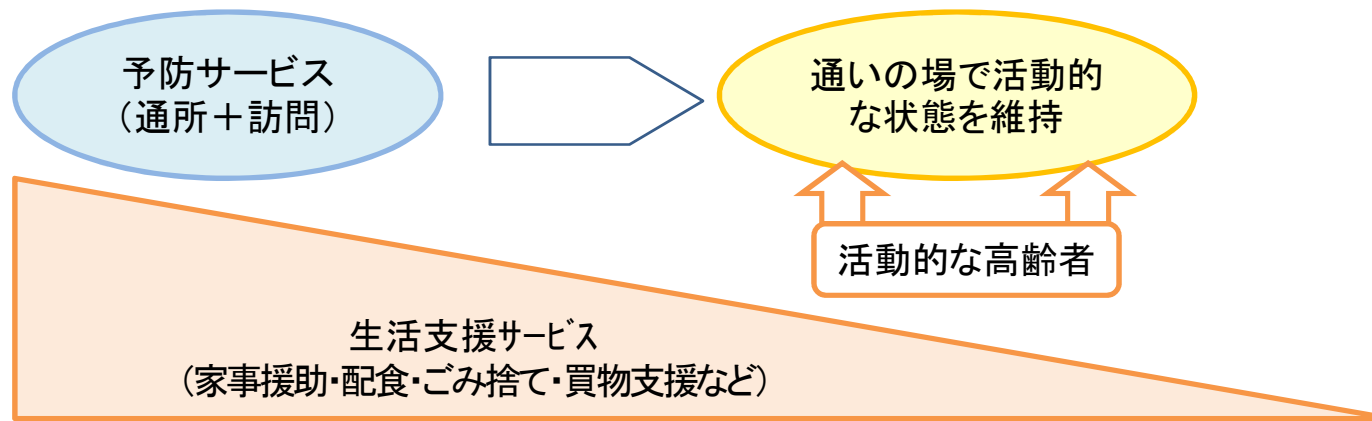 予防サービス
(通所＋訪問)
通いの場で活動的
な状態を維持
活動的な高齢者
生活支援ｻｰﾋﾞｽ
(家事援助・配食・ごみ捨て・買物支援など)